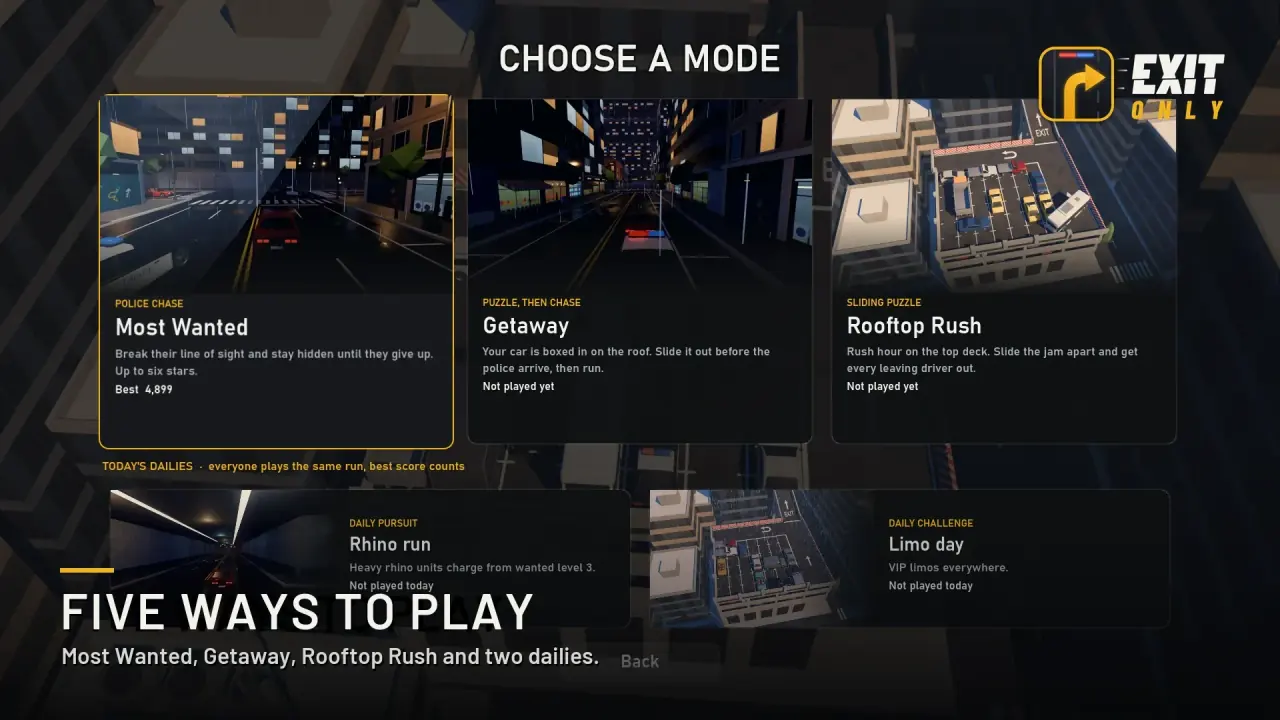 CHOOSE A MODE
EXIT
ONLY
EXIT
POLICE CHASE
Most Wanted
Break their line of sight and stay hidden until they give up.
Up to six stars.
Best 4,899
PUZZLE, THEN CHASE
Getaway
Your car is boxed in on the roof. Slide it out before the
police arrive, then run.
Not played yet
SLIDING PUZZLE
Rooftop Rush
Rush hour on the top deck. Slide the jam apart and get
every leaving driver out.
Not played yet
TODAY'S DAILIES · everyone plays the same run, best score counts
DAILY PURSUIT
Rhino run
Heavy rhino units charge from wanted level 3.
Not played today
EXIT
DAILY CHALLENGE
Limo day
VIP limos everywhere.
Not played today
FIVE WAYS TO PLAY
Most Wanted, Getaway, Rooftop Rush and two dailies.
Back